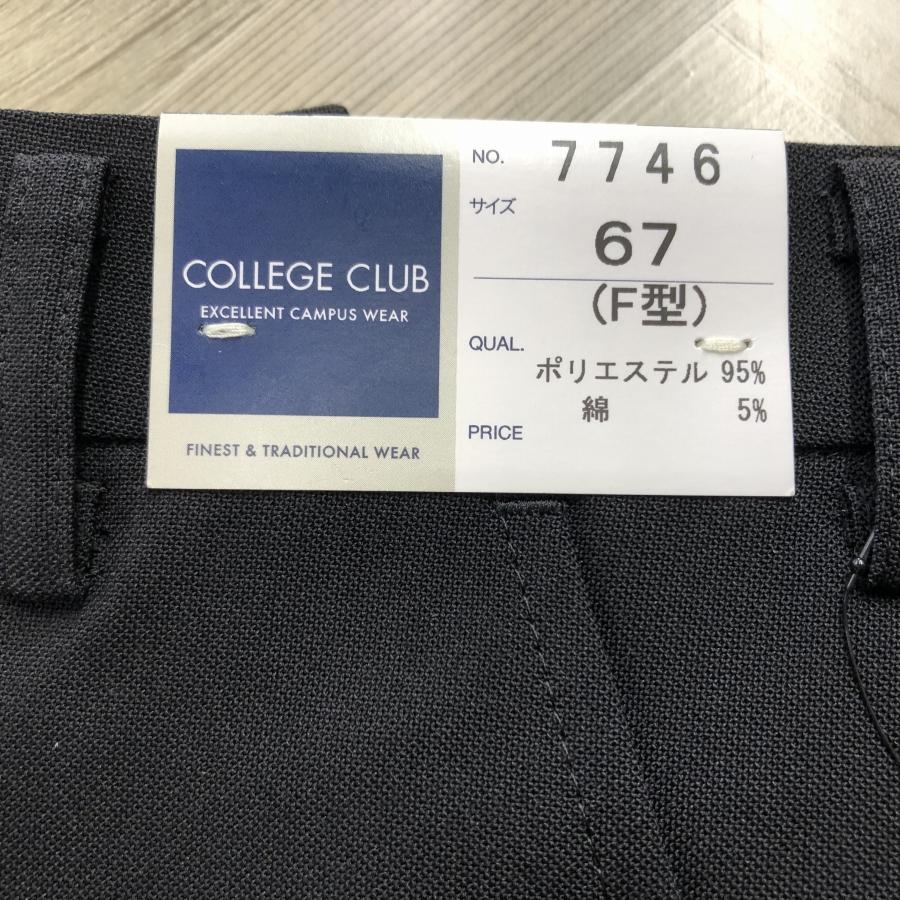 COLLEGE CLUB
EXCELLENT CAMPUS WEAR
FINEST & TRADITIONAL WEAR
NO. 7746
サイズ
67
(F型)
QUAL.
ポリエステル 95%
綿 5%
PRICE